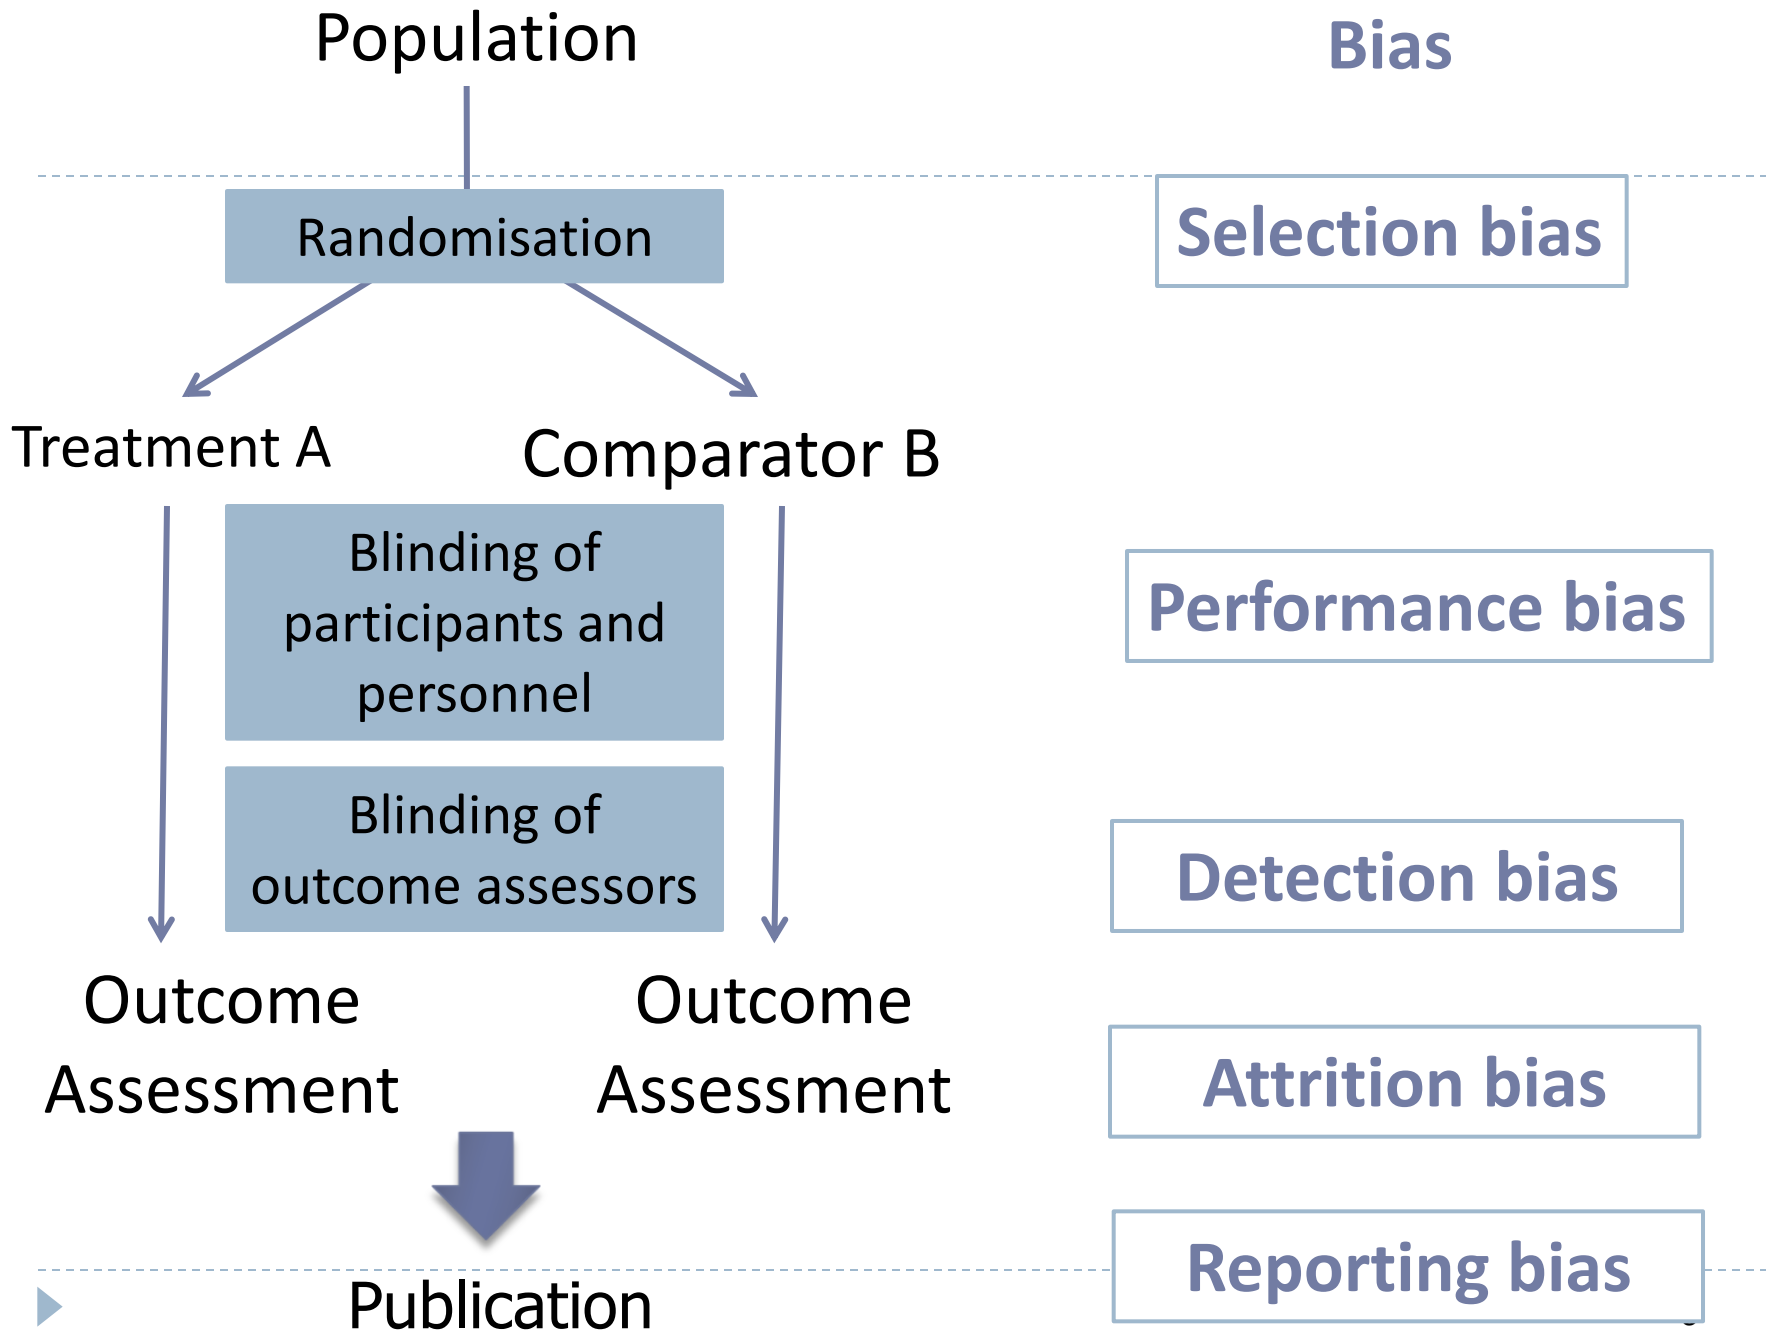 Population
Bias
Randomisation
Selection bias
Treatment A
Comparator B
Blinding of
participants and
personnel
Performance bias
Blinding of
outcome assessors
Detection bias
Outcome
Assessment
Outcome
Assessment
Attrition bias
Reporting bias
Publication